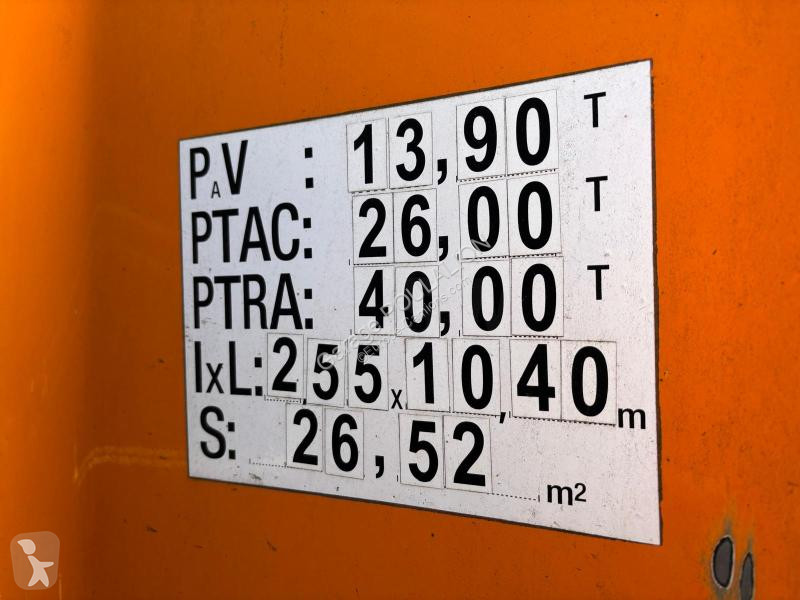 PAV : 13,90 T
PTAC: 26,00 T
PTRA: 40,00 T
IxL: 2,55 x 10,40 m
S: 26,52 m²